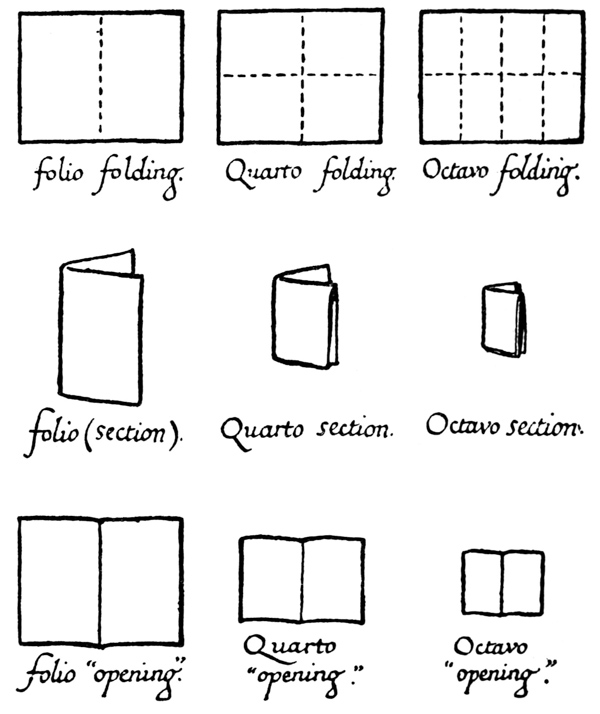 folio folding.
Quarto folding.
Octavo folding.
folio (section).
Quarto section.
Octavo section.
folio "opening".
Quarto
"opening."
Octavo
"opening."